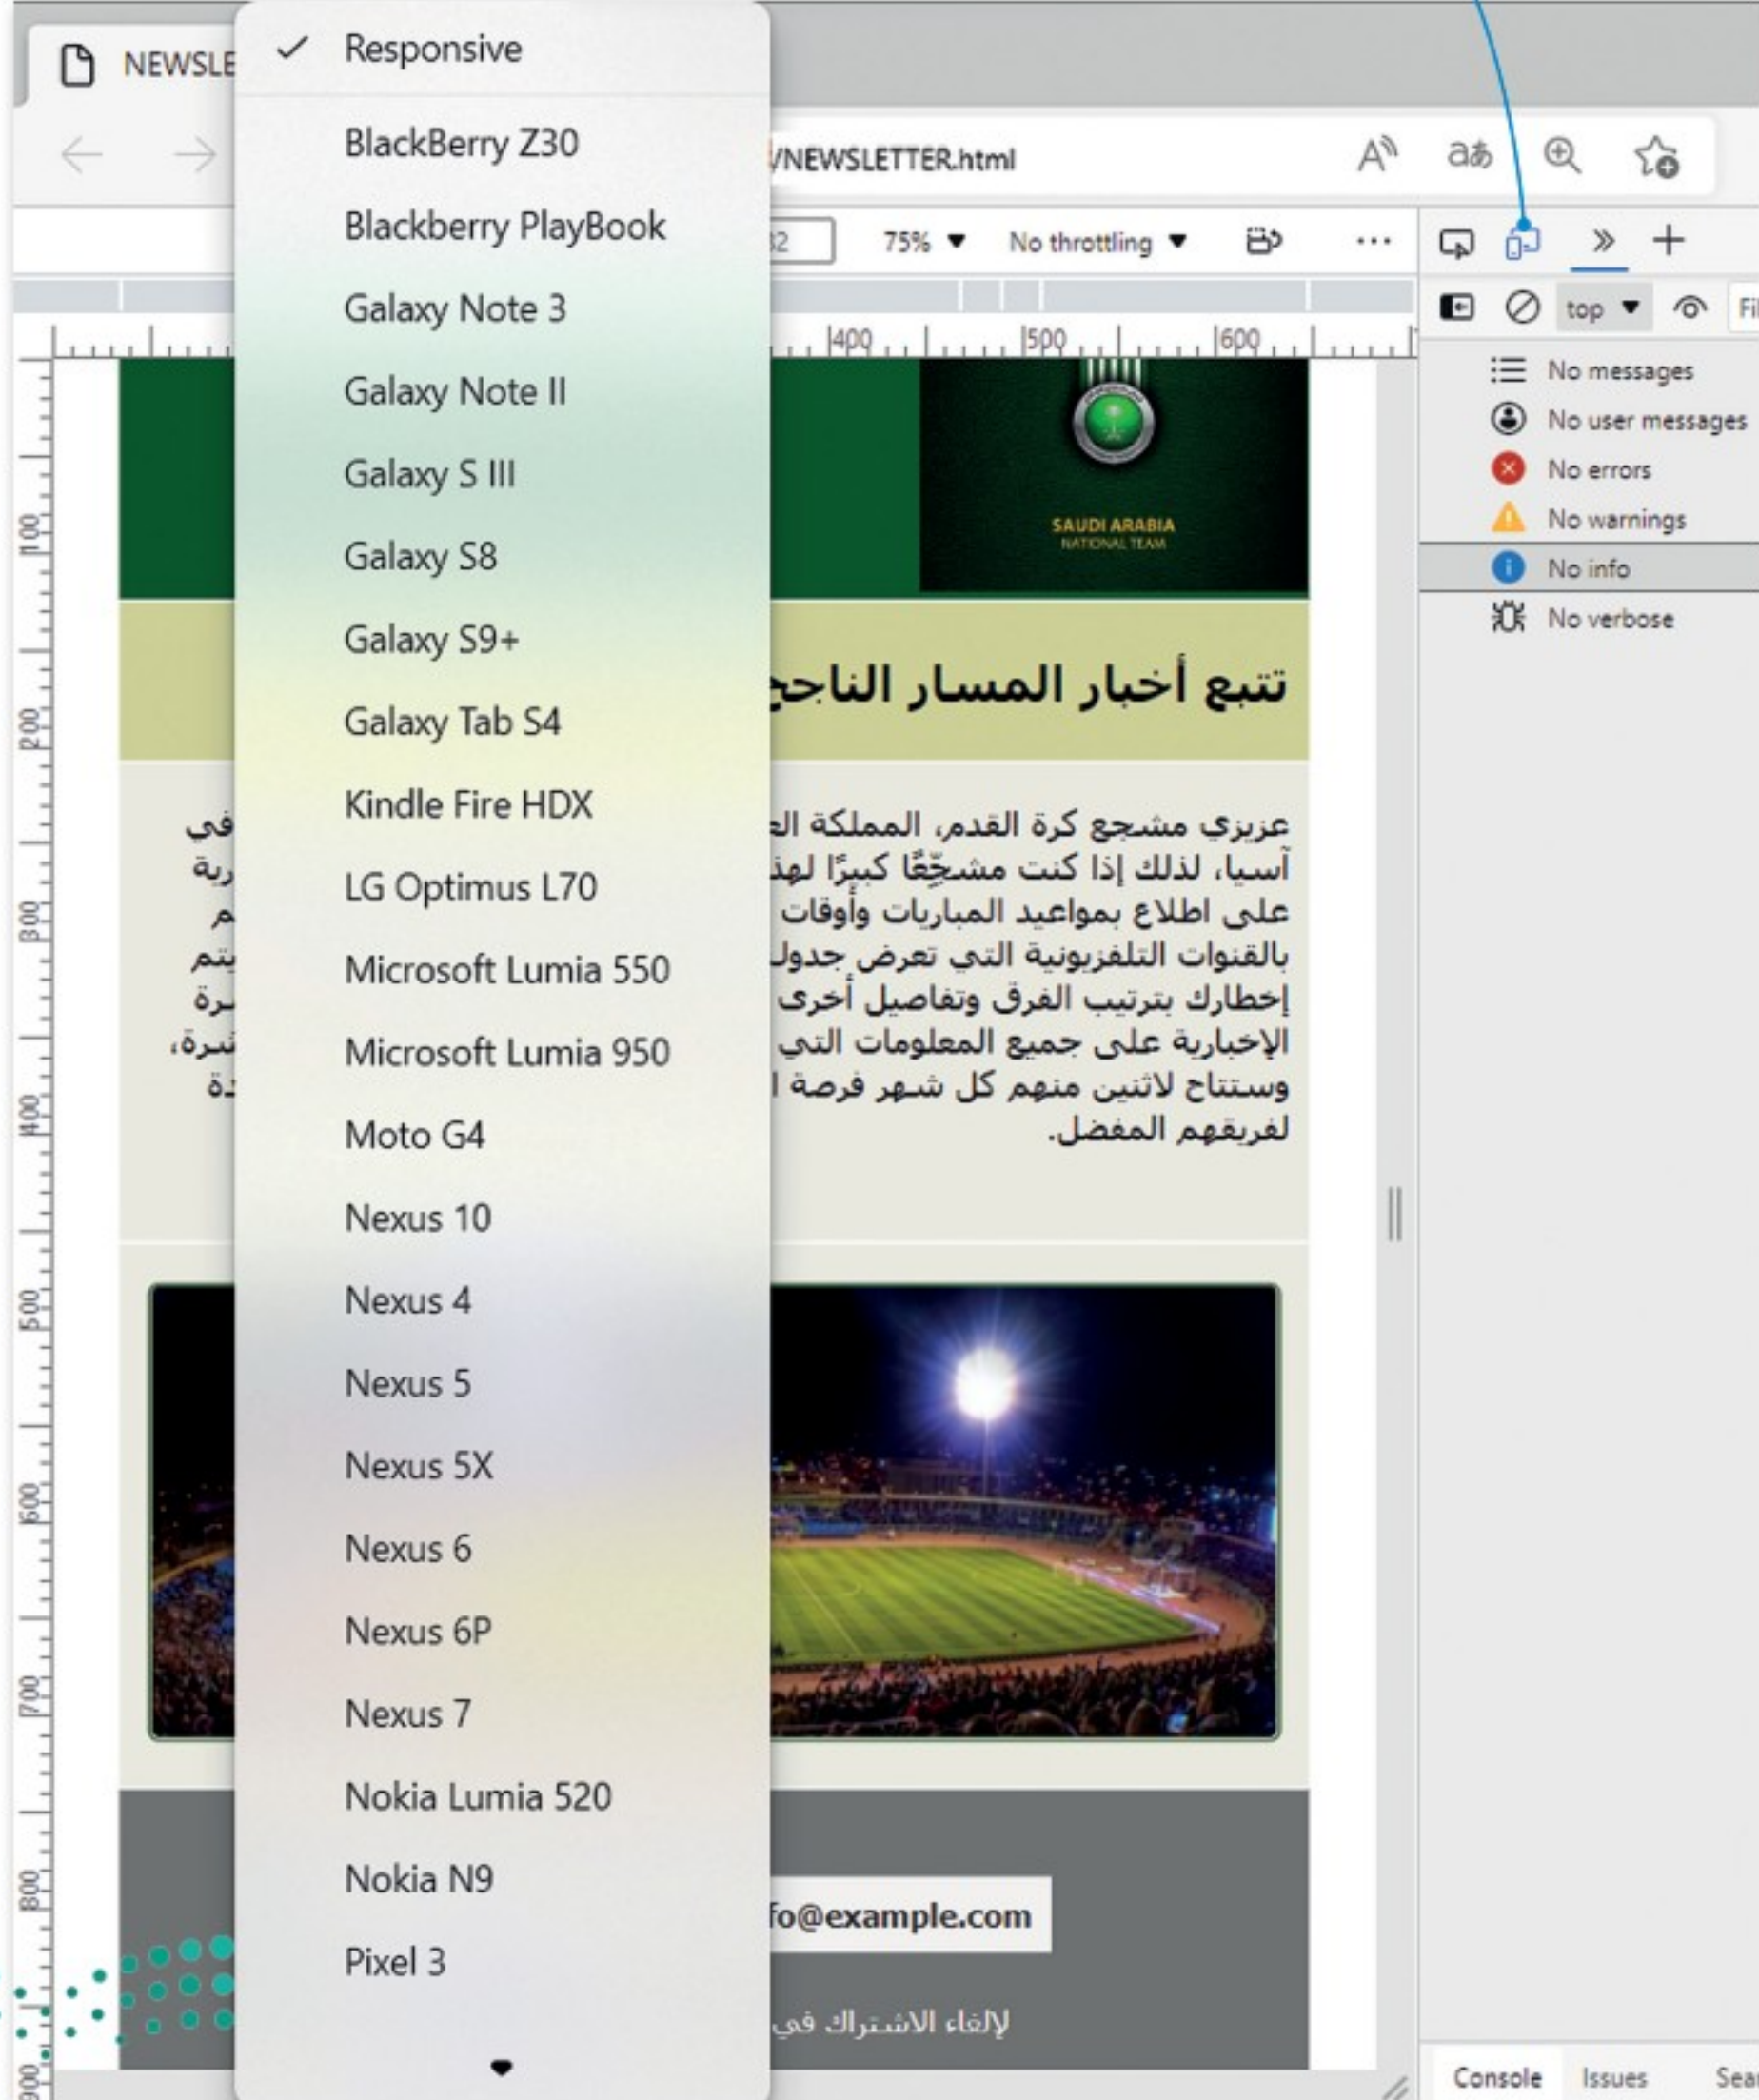 NEWSLE
/NEWSLETTER.html
Aあ
75% No throttling
top
400 500 600
Responsive
BlackBerry Z30
Blackberry PlayBook
Galaxy Note 3
Galaxy Note II
Galaxy S III
Galaxy S8
Galaxy S9+
Galaxy Tab S4
Kindle Fire HDX
LG Optimus L70
Microsoft Lumia 550
Microsoft Lumia 950
Moto G4
Nexus 10
Nexus 4
Nexus 5
Nexus 5X
Nexus 6
Nexus 6P
Nexus 7
Nokia Lumia 520
Nokia N9
Pixel 3
100
200
300
400
500
600
700
800
900
SAUDI ARABIA
NATIONAL TEAM
تتبع أخبار المسار الناجح
عزيزي مشجع كرة القدم، المملكة في
آسيا، لذلك إذا كنت مشجّعًا كبيرًا
على اطلاع بمواعيد المباريات وأوقات
بالقنوات التلفزيونية التي تعرض
إخطارك بترتيب الفرق وتفاصيل أخرى
الإخبارية على جميع المعلومات التي
وستتاح لاثنين منهم كل شهر فرصة
لفريقهم المفضل.
fo@example.com
لإلغاء الاشتراك في
No messages
No user messages
No errors
No warnings
No info
No verbose
Console Issues